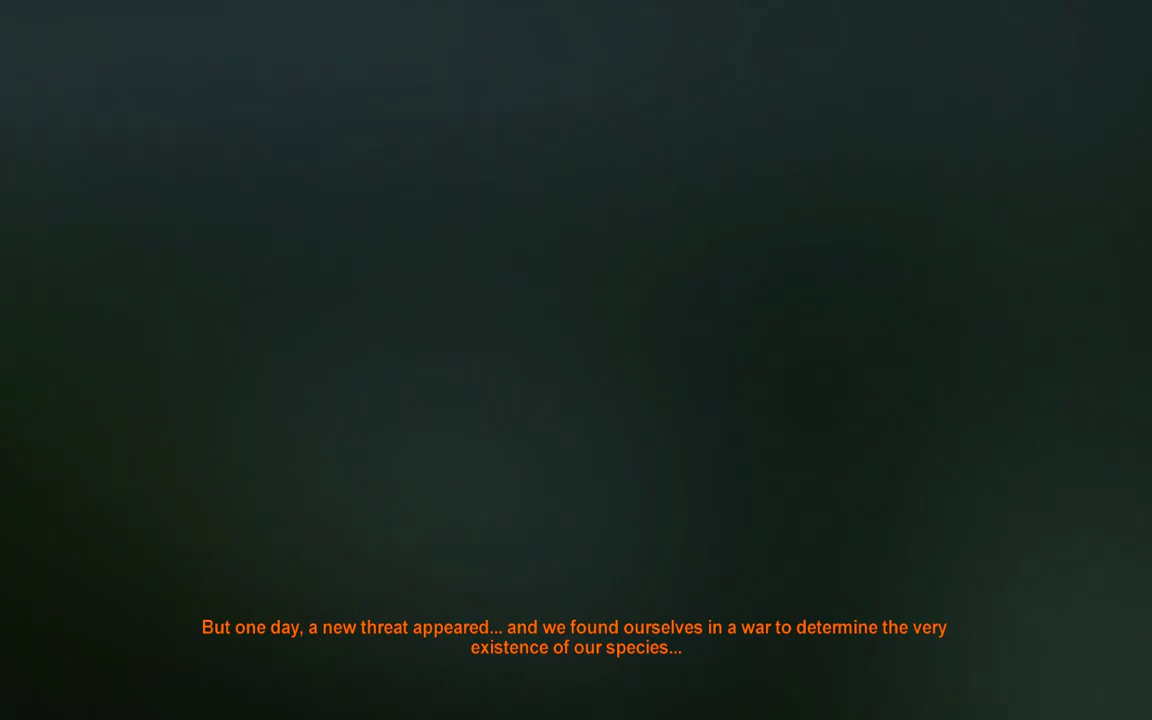 But one day, a new threat appeared... and we found ourselves in a war to determine the very
existence of our species...